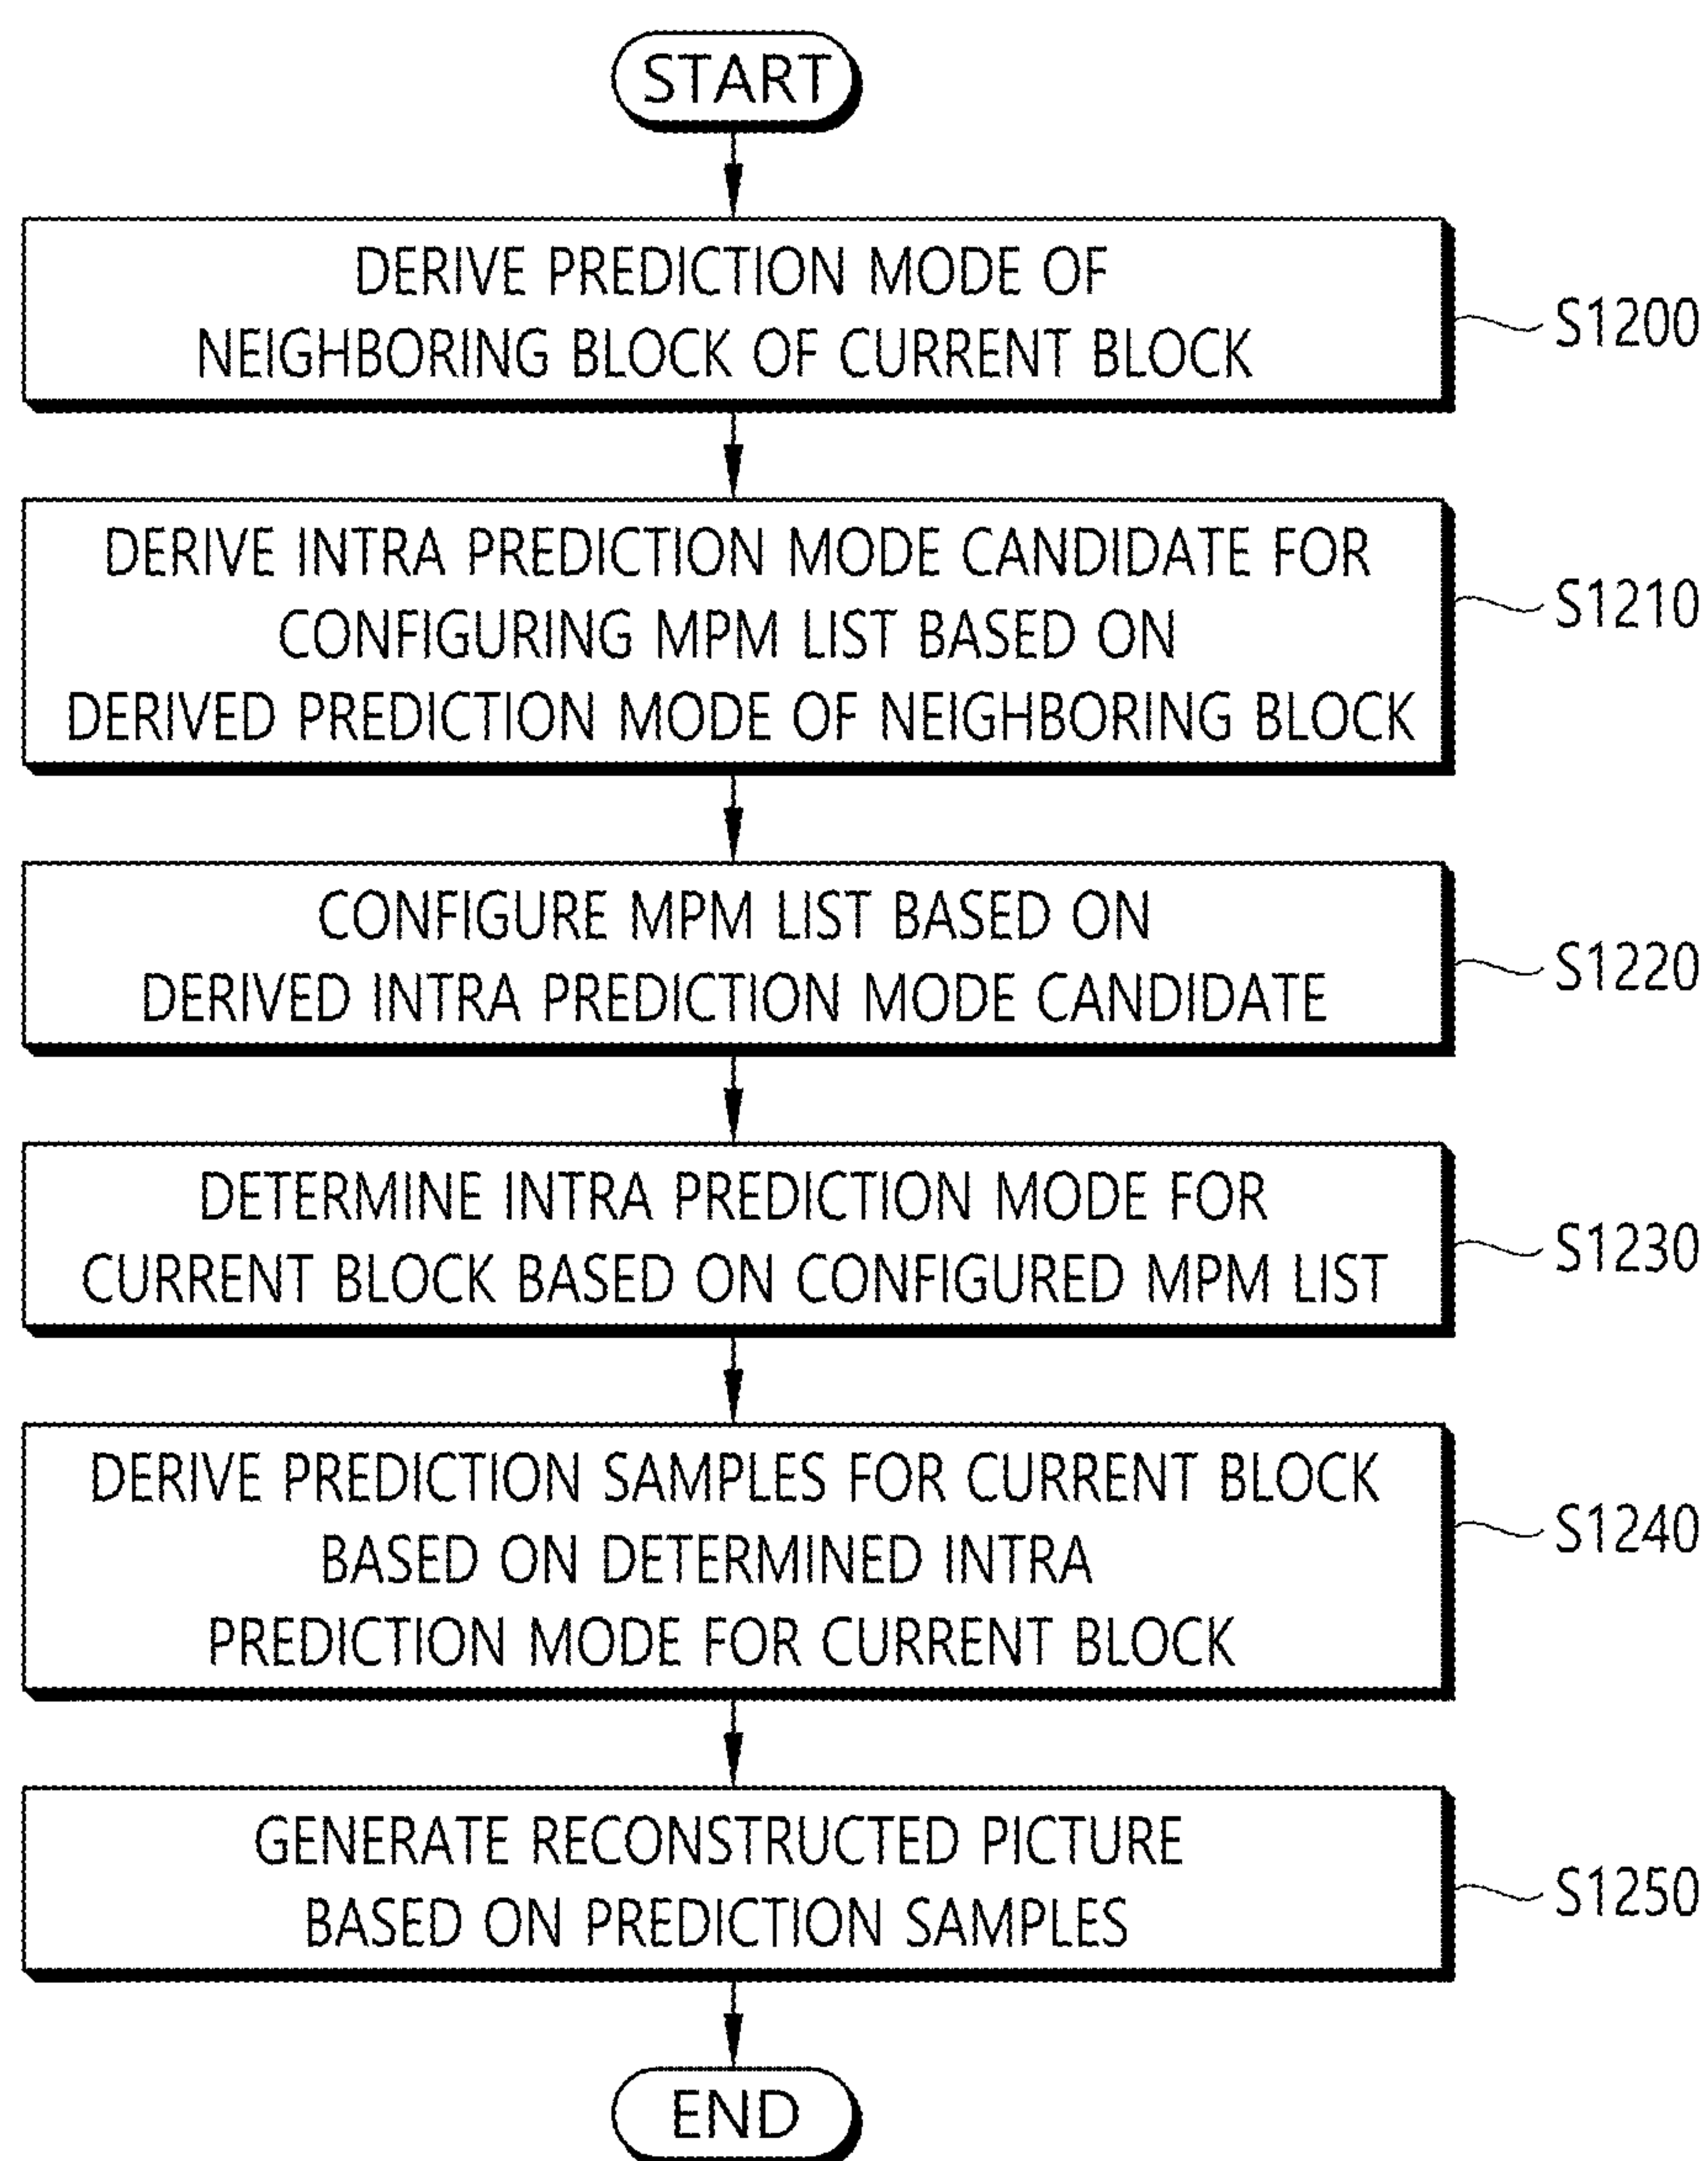 START
DERIVE PREDICTION MODE OF
NEIGHBORING BLOCK OF CURRENT BLOCK
S1200
DERIVE INTRA PREDICTION MODE CANDIDATE FOR
CONFIGURING MPM LIST BASED ON
DERIVED PREDICTION MODE OF NEIGHBORING BLOCK
S1210
CONFIGURE MPM LIST BASED ON
DERIVED INTRA PREDICTION MODE CANDIDATE
S1220
DETERMINE INTRA PREDICTION MODE FOR
CURRENT BLOCK BASED ON CONFIGURED MPM LIST
S1230
DERIVE PREDICTION SAMPLES FOR CURRENT BLOCK
BASED ON DETERMINED INTRA
PREDICTION MODE FOR CURRENT BLOCK
S1240
GENERATE RECONSTRUCTED PICTURE
BASED ON PREDICTION SAMPLES
S1250
END